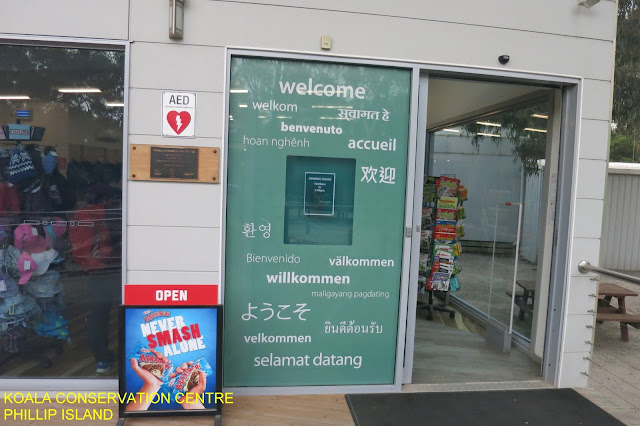 AED
welcome
welkom
सुवागत हे
benvenuto
hoan nghênh
accueil
欢迎
환영
Bienvenido
välkommen
willkommen
maligayang pagdating
ようこそ
ยินดีต้อนรับ
velkommen
selamat datang
OPEN
NEVER
SMASH
ALONE
KOALA CONSERVATION CENTRE
PHILLIP ISLAND